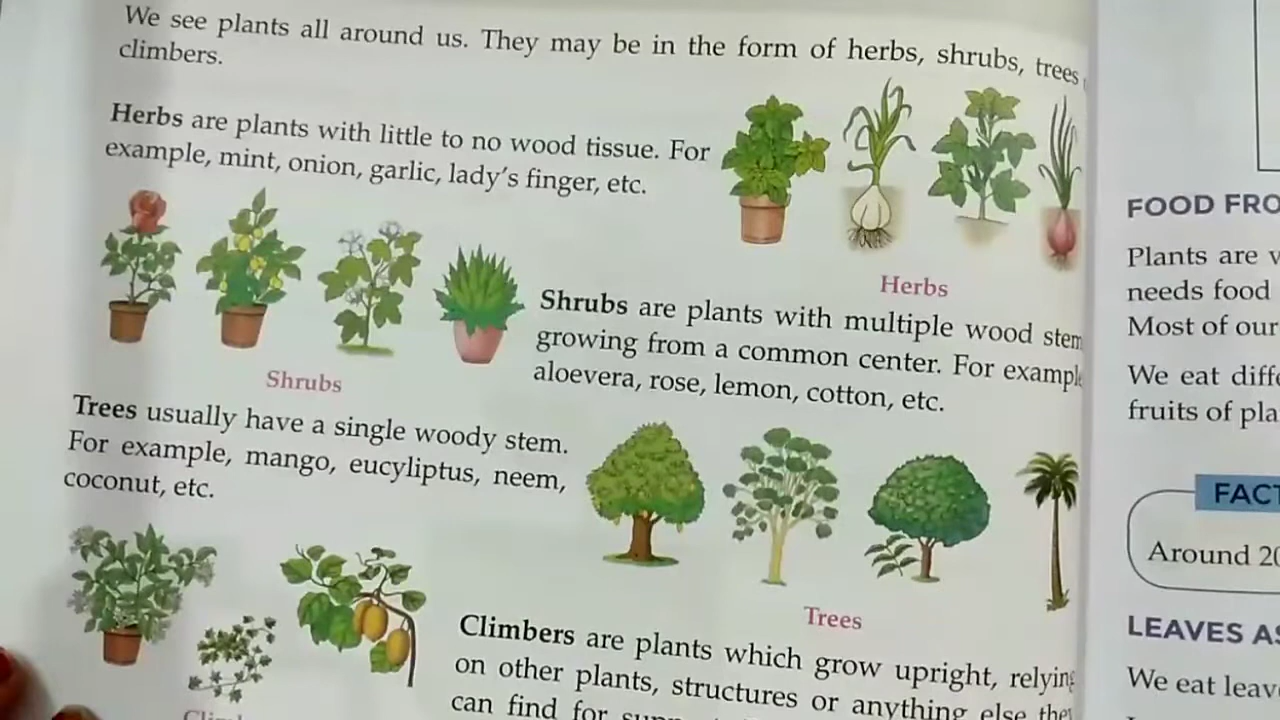 We see plants all around us. They may be in the form of herbs, shrubs, trees
climbers.
Herbs are plants with little to no wood tissue. For
example, mint, onion, garlic, lady's finger, etc.
Herbs
Shrubs are plants with multiple wood stem
growing from a common center. For exampl
aloevera, rose, lemon, cotton, etc.
Shrubs
Trees usually have a single woody stem.
For example, mango, eucyliptus, neem,
coconut, etc.
Trees
Climbers are plants which grow upright, relying
on other plants, structures or anything else they
can find for
FOOD FRO
Plants are
needs food
Most of our
We eat diffe
fruits of pla
FACT
Around 20
LEAVES AS
We eat leave